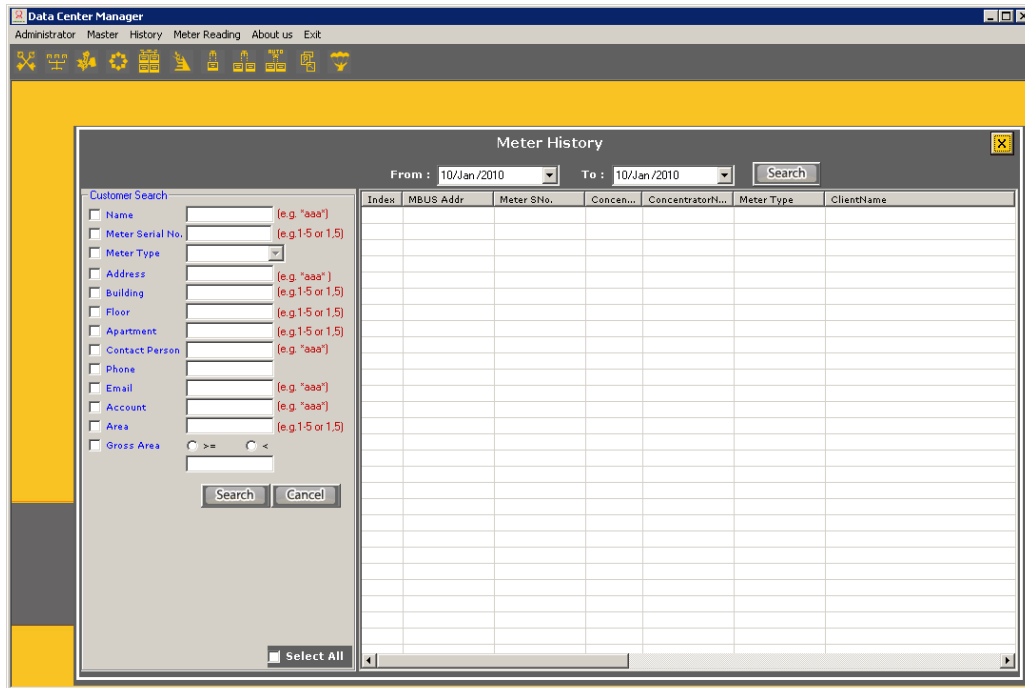 Data Center Manager
Administrator Master History Meter Reading About us Exit
AUTO
Meter History
X
From : 10/Jan/2010 To : 10/Jan/2010 Search
Customer Search
Name (e.g. "aaa")
Meter Serial No. (e.g.1-5 or 1,5)
Meter Type
Address (e.g. "aaa" )
Building (e.g.1-5 or 1,5)
Floor (e.g.1-5 or 1,5)
Apartment (e.g.1-5 or 1,5)
Contact Person (e.g. "aaa")
Phone
Email (e.g. "aaa")
Account (e.g. "aaa")
Area (e.g.1-5 or 1,5)
Gross Area >= <
Search Cancel
Select All
Index MBUS Addr Meter SNo. Concen... ConcentratorN... Meter Type ClientName